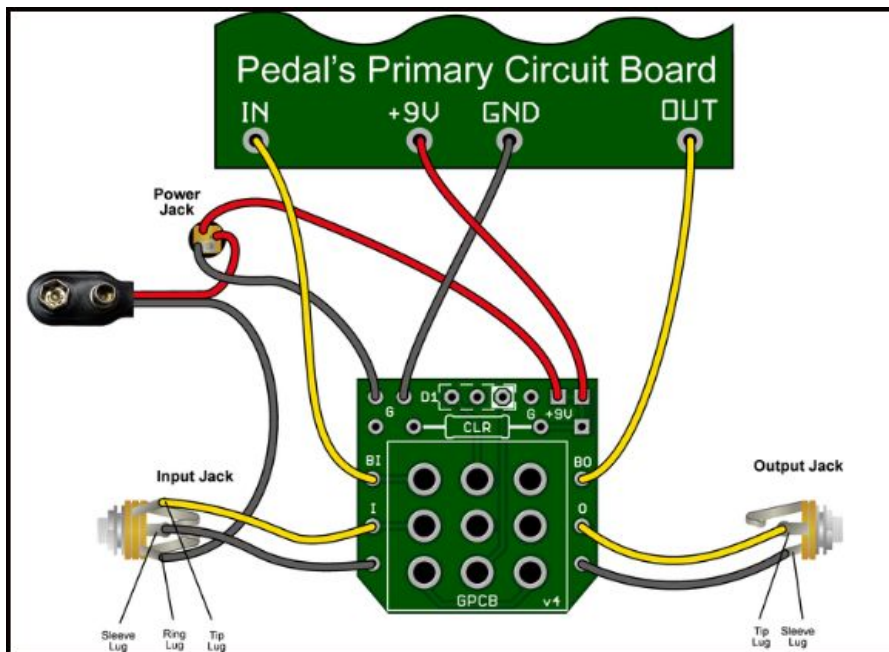 Pedal's Primary Circuit Board
IN
+9V
GND
OUT
Power
Jack
G
D1
G
+9V
CLR
BI
BO
Input Jack
Output Jack
I
O
GPCB
v4
Sleeve
Lug
Ring
Lug
Tip
Lug
Tip
Lug
Sleeve
Lug